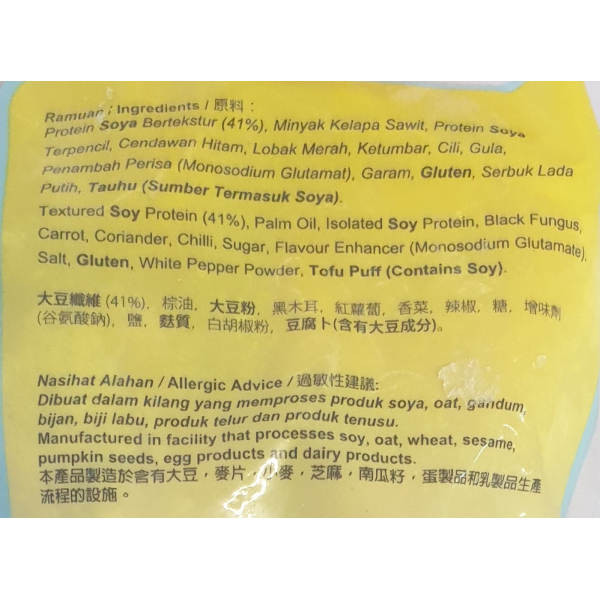 Ramuan / Ingredients / 原料 :
Protein Soya Bertekstur (41%), Minyak Kelapa Sawit, Protein Soya
Terpencil, Cendawan Hitam, Lobak Merah, Ketumbar, Cili, Gula,
Penambah Perisa (Monosodium Glutamat), Garam, Gluten, Serbuk Lada
Putih, Tauhu (Sumber Termasuk Soya).
Textured Soy Protein (41%), Palm Oil, Isolated Soy Protein, Black Fungus,
Carrot, Coriander, Chilli, Sugar, Flavour Enhancer (Monosodium Glutamate),
Salt, Gluten, White Pepper Powder, Tofu Puff (Contains Soy).
大豆纖維 (41%), 棕油, 大豆粉, 黑木耳, 紅蘿蔔, 香菜, 辣椒, 糖, 增味劑
(谷氨酸鈉), 鹽, 麩質, 白胡椒粉, 豆腐卜(含有大豆成分)。
Nasihat Alahan / Allergic Advice / 過敏性建議:
Dibuat dalam kilang yang memproses produk soya, oat, gandum,
bijan, biji labu, produk telur dan produk tenusu.
Manufactured in facility that processes soy, oat, wheat, sesame,
pumpkin seeds, egg products and dairy products.
本產品製造於含有大豆，麥片，小麥，芝麻，南瓜籽，蛋製品和乳製品生產
流程的設施。